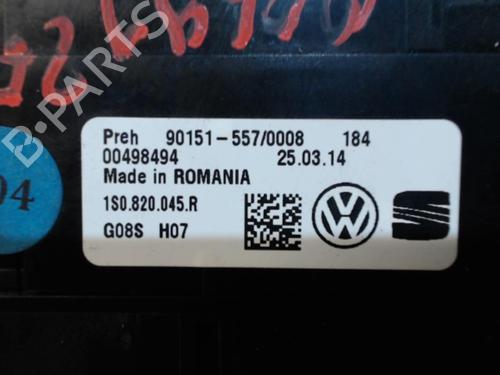 Preh 90151-557/0008 184
00498494 25.03.14
Made in ROMANIA
1S0.820.045.R
G08S H07
04
B-PARTS